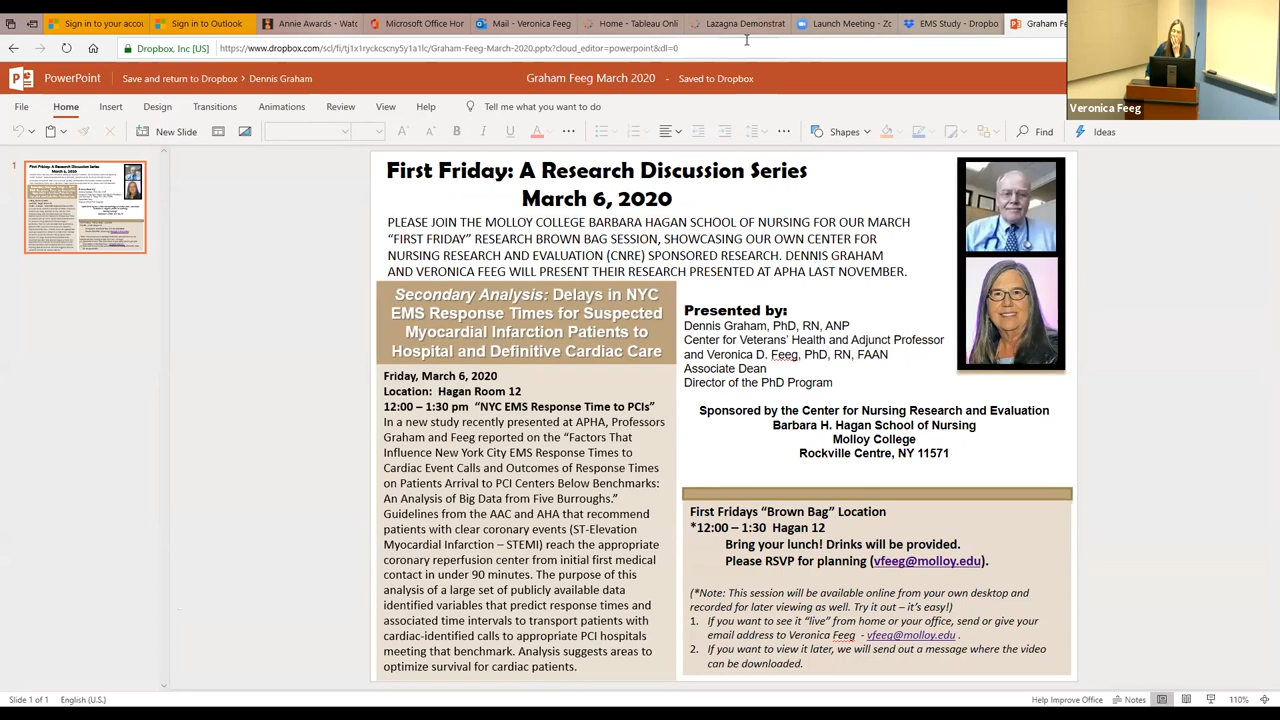 Sign in to your accou
Sign in to Outlook
Annie Awards - Watc
Microsoft Office Hor
Mail - Veronica Feeg
Home - Tableau Onli
Lazagna Demonstrat
Launch Meeting - Zo
EMS Study - Dropbo
Graham Fe
Dropbox, Inc [US]
https://www.dropbox.com/scl/fi/tj1x1ryckcscny5y1a1lc/Graham-Feeg-March-2020.pptx?cloud_editor=powerpoint&dl=0
PowerPoint
Save and return to Dropbox > Dennis Graham
Graham Feeg March 2020 - Saved to Dropbox
Veronica Feeg
File Home Insert Design Transitions Animations Review View Help Tell me what you want to do
New Slide
B I U A
Shapes
Find
Ideas
1
First Friday: A Research Discussion Series
March 6, 2020
PLEASE JOIN THE MOLLOY COLLEGE BARBARA HAGAN SCHOOL OF NURSING FOR OUR MARCH
"FIRST FRIDAY" RESEARCH BROWN BAG SESSION, SHOWCASING OUR OWN CENTER FOR
NURSING RESEARCH AND EVALUATION (CNRE) SPONSORED RESEARCH. DENNIS GRAHAM
AND VERONICA FEEG WILL PRESENT THEIR RESEARCH PRESENTED AT APHA LAST NOVEMBER.
Secondary Analysis: Delays in NYC
EMS Response Times for Suspected
Myocardial Infarction Patients to
Hospital and Definitive Cardiac Care
Friday, March 6, 2020
Location: Hagan Room 12
12:00 – 1:30 pm "NYC EMS Response Time to PCIs"
In a new study recently presented at APHA, Professors
Graham and Feeg reported on the "Factors That
Influence New York City EMS Response Times to
Cardiac Event Calls and Outcomes of Response Times
on Patients Arrival to PCI Centers Below Benchmarks:
An Analysis of Big Data from Five Burroughs."
Guidelines from the AAC and AHA that recommend
patients with clear coronary events (ST-Elevation
Myocardial Infarction – STEMI) reach the appropriate
coronary reperfusion center from initial first medical
contact in under 90 minutes. The purpose of this
analysis of a large set of publicly available data
identified variables that predict response times and
associated time intervals to transport patients with
cardiac-identified calls to appropriate PCI hospitals
meeting that benchmark. Analysis suggests areas to
optimize survival for cardiac patients.
Presented by:
Dennis Graham, PhD, RN, ANP
Center for Veterans' Health and Adjunct Professor
and Veronica D. Feeg, PhD, RN, FAAN
Associate Dean
Director of the PhD Program
Sponsored by the Center for Nursing Research and Evaluation
Barbara H. Hagan School of Nursing
Molloy College
Rockville Centre, NY 11571
First Fridays "Brown Bag" Location
*12:00 – 1:30 Hagan 12
Bring your lunch! Drinks will be provided.
Please RSVP for planning (vfeeg@molloy.edu).
(*Note: This session will be available online from your own desktop and
recorded for later viewing as well. Try it out – it's easy!)
1. If you want to see it "live" from home or your office, send or give your
email address to Veronica Feeg - vfeeg@molloy.edu .
2. If you want to view it later, we will send out a message where the video
can be downloaded.
Slide 1 of 1 English (U.S.)
Help Improve Office Notes 110%